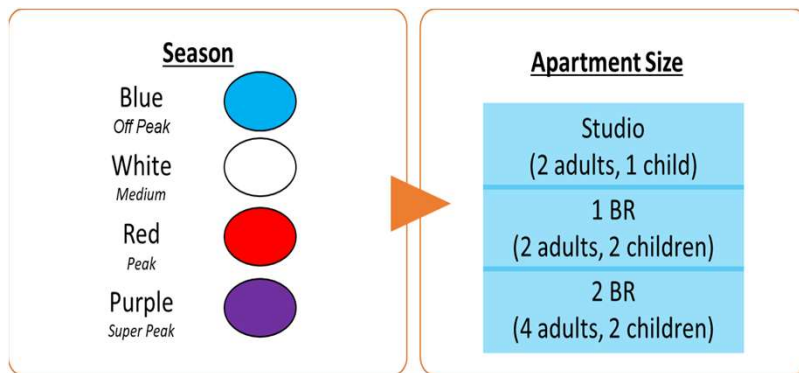 Season
Blue
Off Peak
White
Medium
Red
Peak
Purple
Super Peak
Apartment Size
Studio
(2 adults, 1 child)
1 BR
(2 adults, 2 children)
2 BR
(4 adults, 2 children)